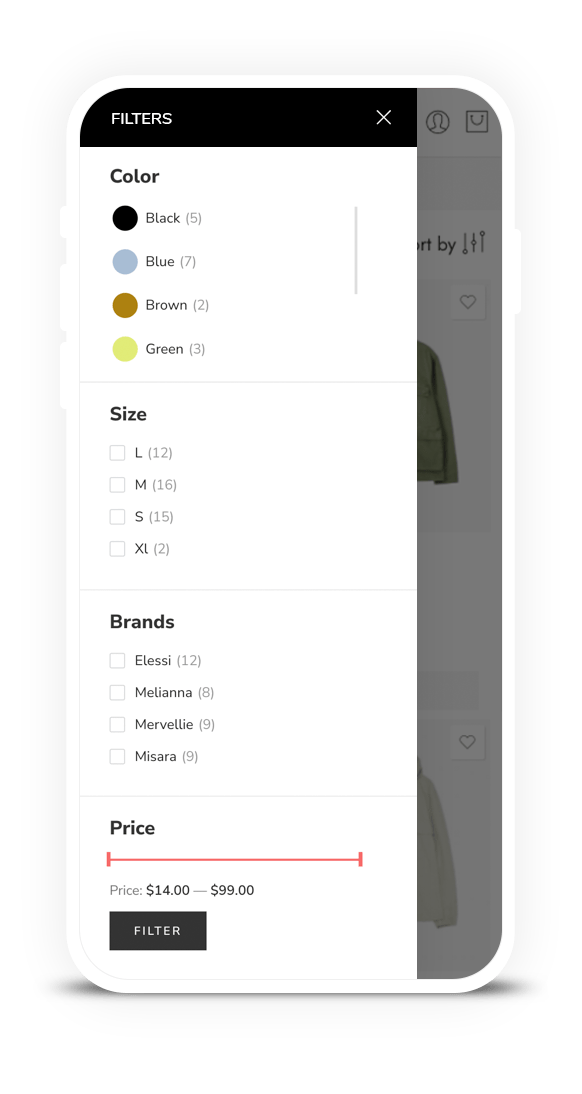 FILTERS
Color
Black (5)
Blue (7)
Brown (2)
Green (3)
Size
L (12)
M (16)
S (15)
Xl (2)
Brands
Elessi (12)
Melianna (8)
Mervellie (9)
Misara (9)
Price
Price: $14.00 — $99.00
FILTER
by